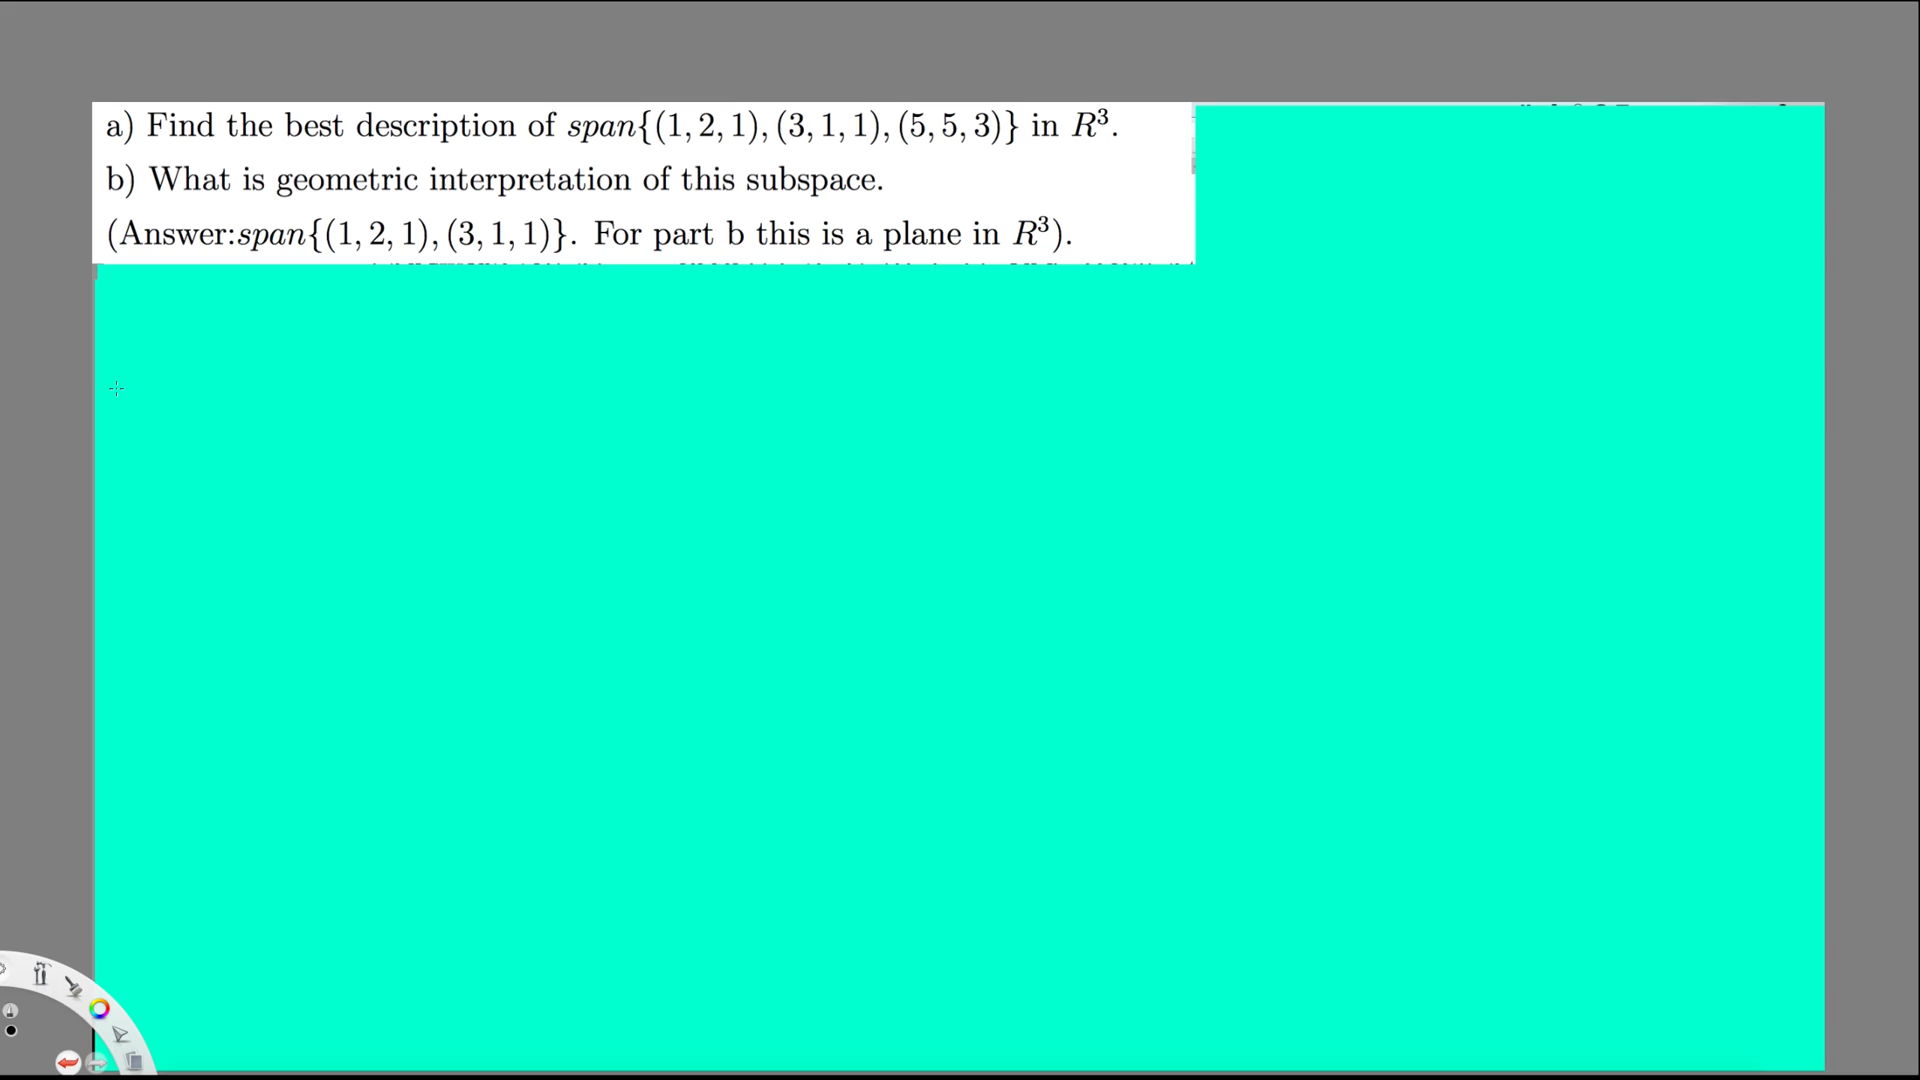 a) Find the best description of span{(1, 2, 1), (3, 1, 1), (5, 5, 3)} in R³.
b) What is geometric interpretation of this subspace.
(Answer:span{(1, 2, 1), (3, 1, 1)}. For part b this is a plane in R³).